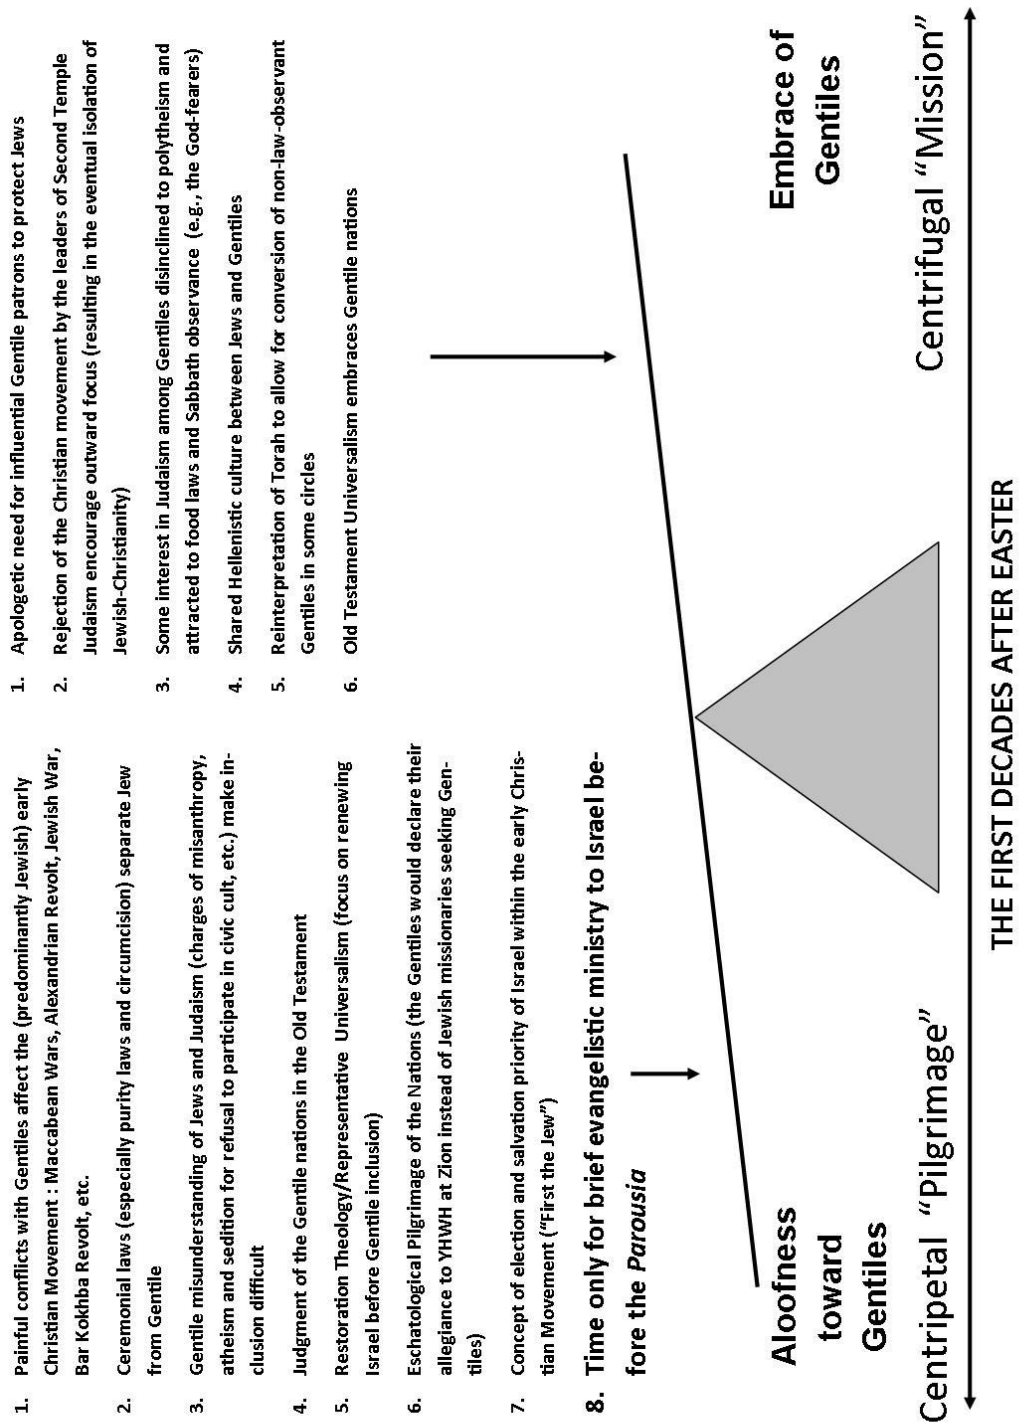 1. Painful conflicts with Gentiles affect the (predominantly Jewish) early
Christian Movement : Maccabean Wars, Alexandrian Revolt, Jewish War,
Bar Kokhba Revolt, etc.
2. Ceremonial laws (especially purity laws and circumcision) separate Jew
from Gentile
3. Gentile misunderstanding of Jews and Judaism (charges of misanthropy,
atheism and sedition for refusal to participate in civic cult, etc.) make in-
clusion difficult
4. Judgment of the Gentile nations in the Old Testament
5. Restoration Theology/Representative Universalism (focus on renewing
Israel before Gentile inclusion)
6. Eschatological Pilgrimage of the Nations (the Gentiles would declare their
allegiance to YHWH at Zion instead of Jewish missionaries seeking Gen-
tiles)
7. Concept of election and salvation priority of Israel within the early Chris-
tian Movement ("First the Jew")
8. Time only for brief evangelistic ministry to Israel be-
fore the Parousia
1. Apologetic need for influential Gentile patrons to protect Jews
2. Rejection of the Christian movement by the leaders of Second Temple
Judaism encourage outward focus (resulting in the eventual isolation of
Jewish-Christianity)
3. Some interest in Judaism among Gentiles disinclined to polytheism and
attracted to food laws and Sabbath observance (e.g., the God-fearers)
4. Shared Hellenistic culture between Jews and Gentiles
5. Reinterpretation of Torah to allow for conversion of non-law-observant
Gentiles in some circles
6. Old Testament Universalism embraces Gentile nations
Aloofness
toward
Gentiles
Embrace of
Gentiles
Centripetal “Pilgrimage”
Centrifugal “Mission”
THE FIRST DECADES AFTER EASTER